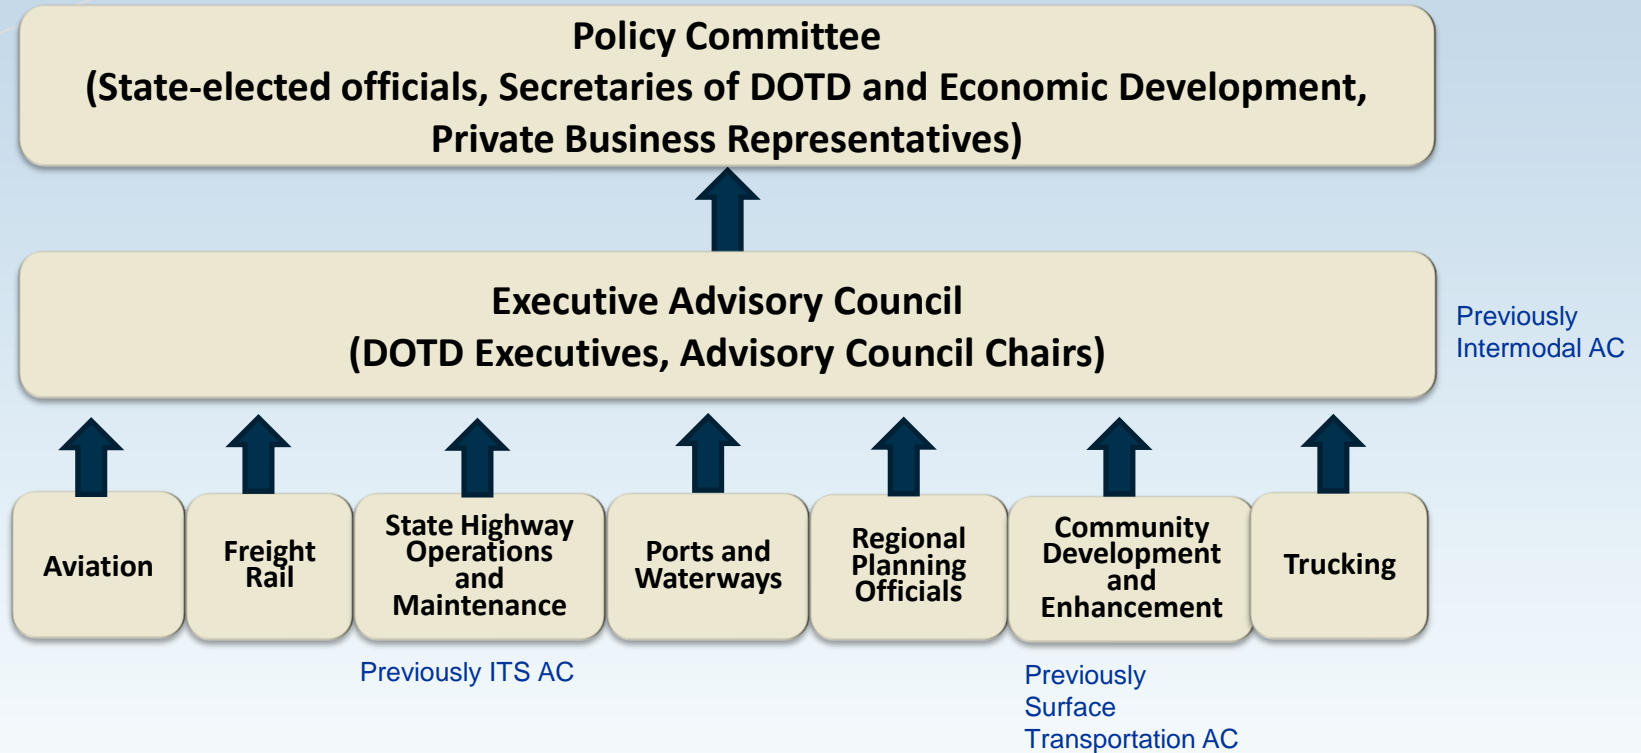 Policy Committee
(State-elected officials, Secretaries of DOTD and Economic Development,
Private Business Representatives)
Executive Advisory Council
(DOTD Executives, Advisory Council Chairs)
Previously
Intermodal AC
Aviation
Freight
Rail
State Highway
Operations
and
Maintenance
Ports and
Waterways
Regional
Planning
Officials
Community
Development
and
Enhancement
Trucking
Previously ITS AC
Previously
Surface
Transportation AC